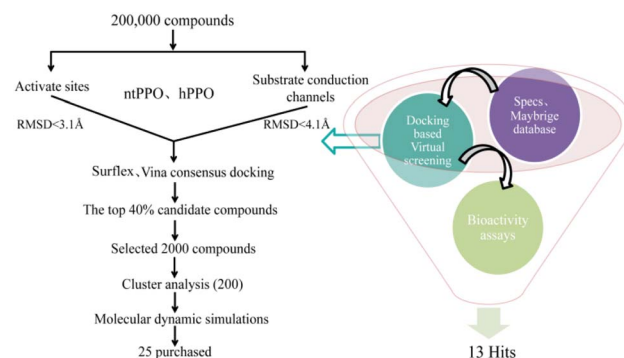 200,000 compounds
Activate sites
ntPPO、hPPO
Substrate conduction
channels
RMSD<3.1Å
RMSD<4.1Å
Surflex、Vina consensus docking
The top 40% candidate compounds
Selected 2000 compounds
Cluster analysis (200)
Molecular dynamic simulations
25 purchased
Docking
based
Virtual
screening
Specs、
Maybrige
database
Bioactivity
assays
13 Hits